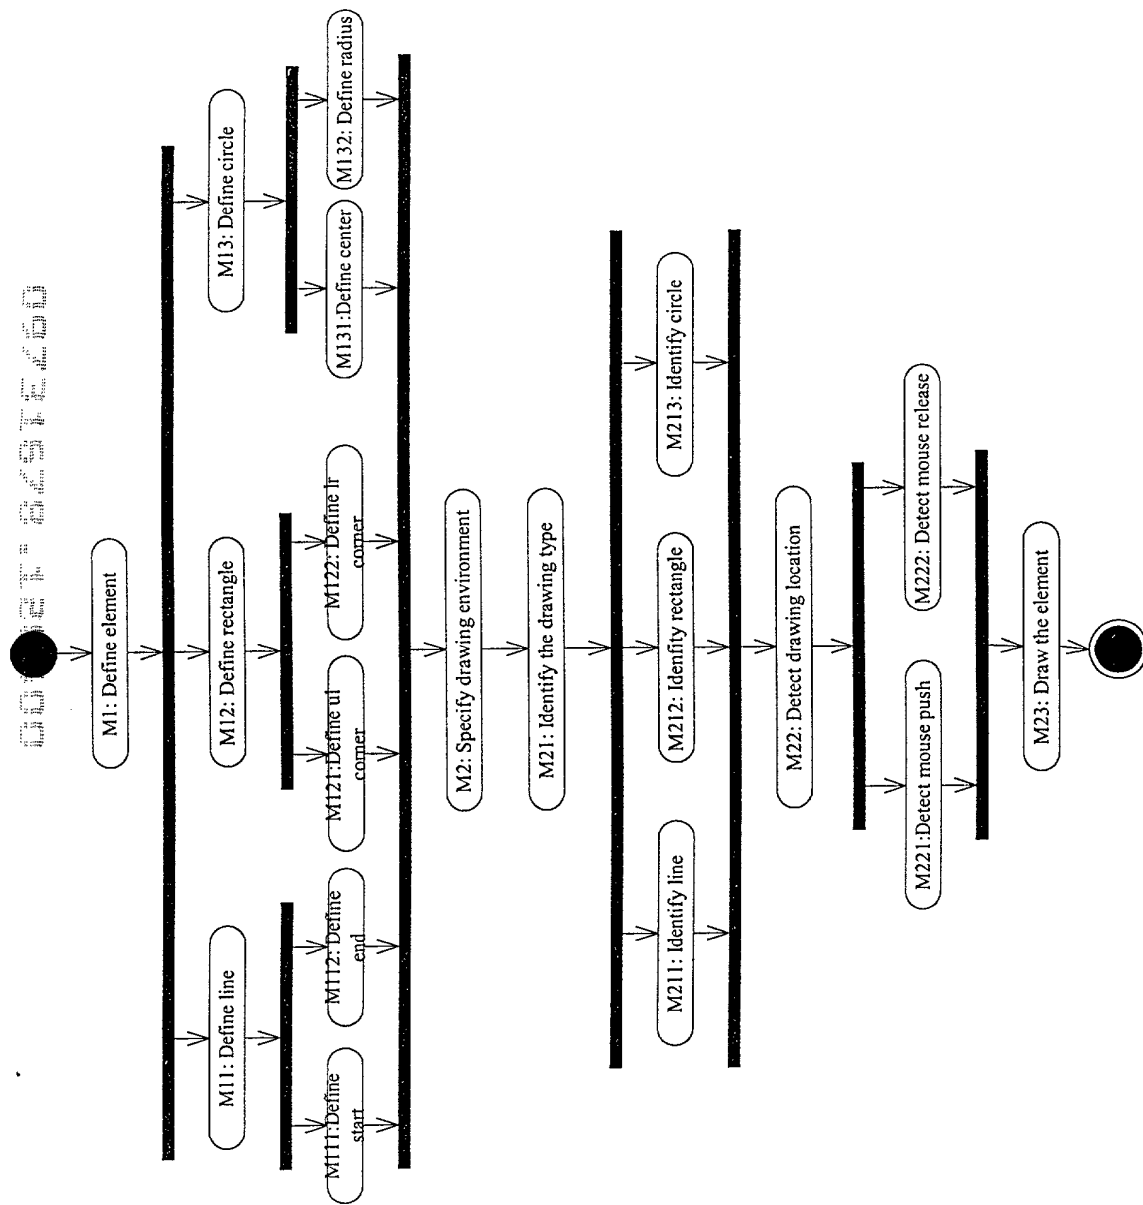 M1: Define element
M11: Define line
M12: Define rectangle
M13: Define circle
M111:Define
start
M112: Define
end
M121:Define ul
corner
M122: Define lr
corner
M131:Define center
M132: Define radius
M2: Specify drawing environment
M21: Identify the drawing type
M211: Identify line
M212: Idenfity rectangle
M213: Identify circle
M22: Detect drawing location
M221:Detect mouse push
M222: Detect mouse release
M23: Draw the element